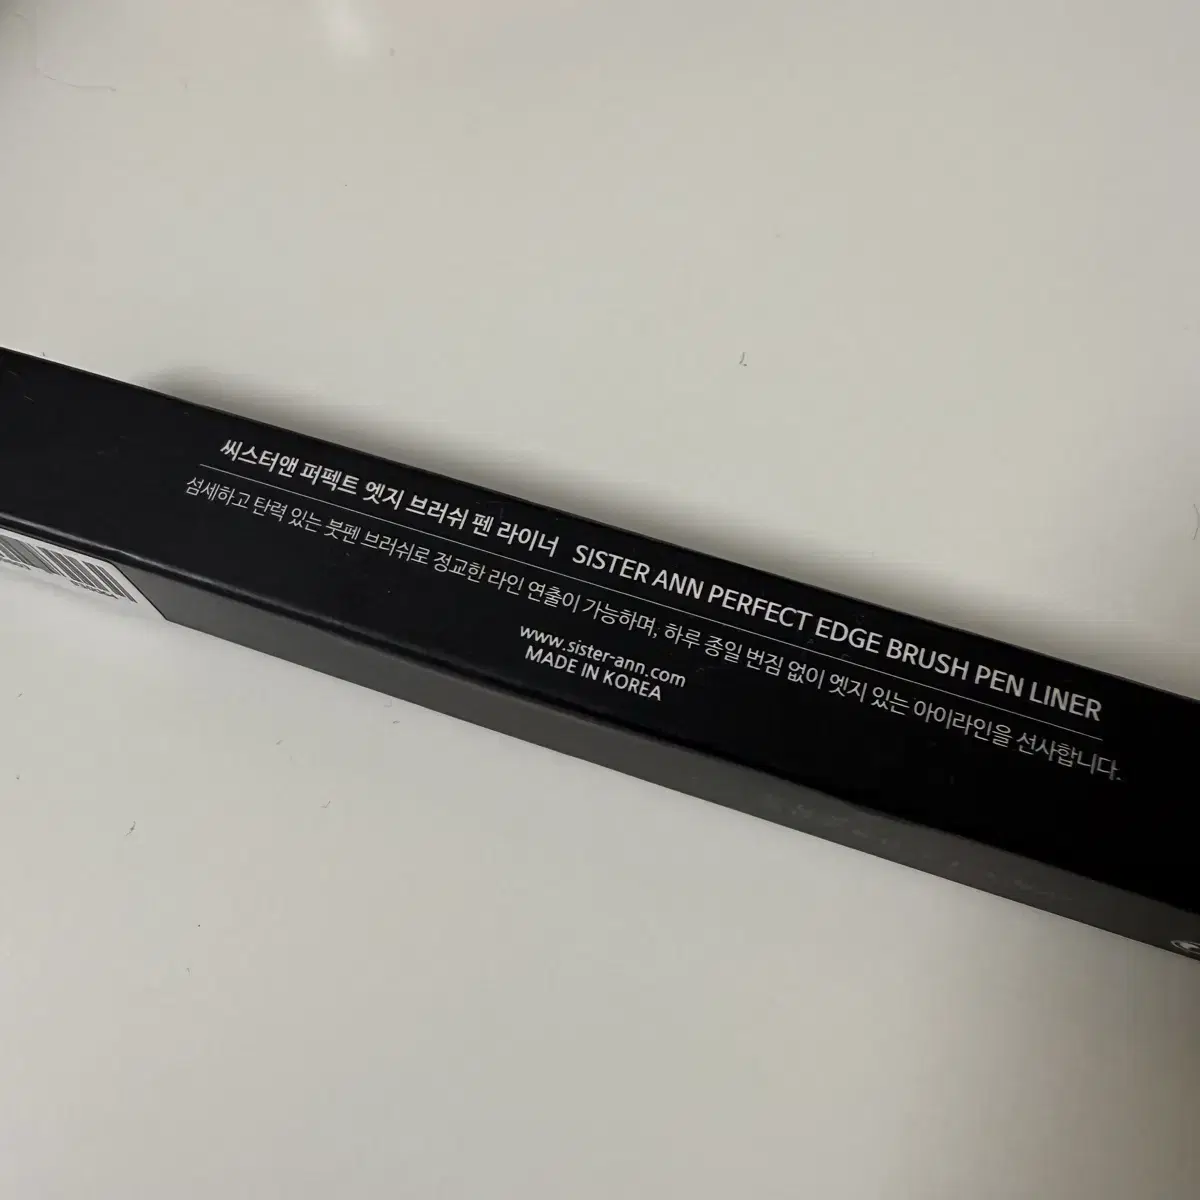 씨스터앤 퍼펙트 엣지 브러쉬 펜 라이너 SISTER ANN PERFECT EDGE BRUSH PEN LINER
섬세하고 탄력 있는 붓펜 브러쉬로 정교한 라인 연출이 가능하며, 하루 종일 번짐 없이 엣지 있는 아이라인을 선사합니다.
www.sister-ann.com
MADE IN KOREA